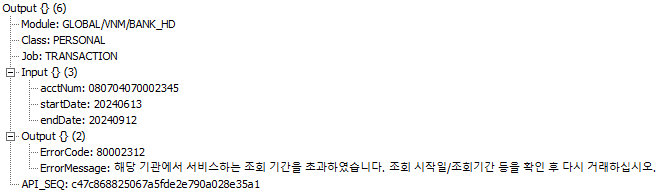 Output {} (6)
Module: GLOBAL/VNM/BANK_HD
Class: PERSONAL
Job: TRANSACTION
Input {} (3)
acctNum: 080704070002345
startDate: 20240613
endDate: 20240912
Output {} (2)
ErrorCode: 80002312
ErrorMessage: 해당 기관에서 서비스하는 조회 기간을 초과하였습니다. 조회 시작일/조회기간 등을 확인 후 다시 거래하십시오.
API_SEQ: c47c868825067a5fde2e790a028e35a1